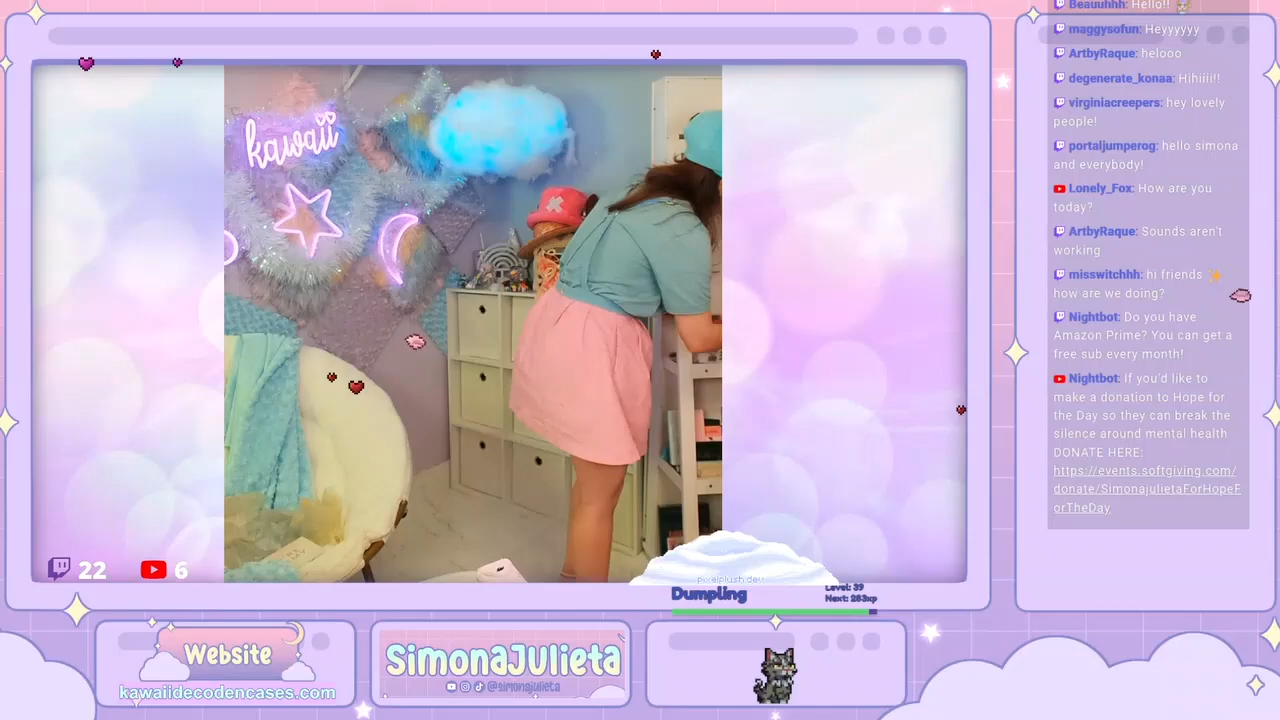 kawaii
22
6
pixelplush.dev
Dumpling
Level: 39
Next: 283xp
Website
kawaiidecodencases.com
SimonaJulieta
@simonajulieta
Beauuhhh: Hello!!
maggysofun: Heyyyyyy
ArtbyRaque: helooo
degenerate_konaa: Hihiiii!!
virginiacreepers: hey lovely
people!
portaljumperog: hello simona
and everybody!
Lonely_Fox: How are you
today?
ArtbyRaque: Sounds aren't
working
misswitchhh: hi friends
how are we doing?
Nightbot: Do you have
Amazon Prime? You can get a
free sub every month!
Nightbot: If you'd like to
make a donation to Hope for
the Day so they can break the
silence around mental health
DONATE HERE:
https://events.softgiving.com/
donate/SimonajulietaForHopeF
orTheDay